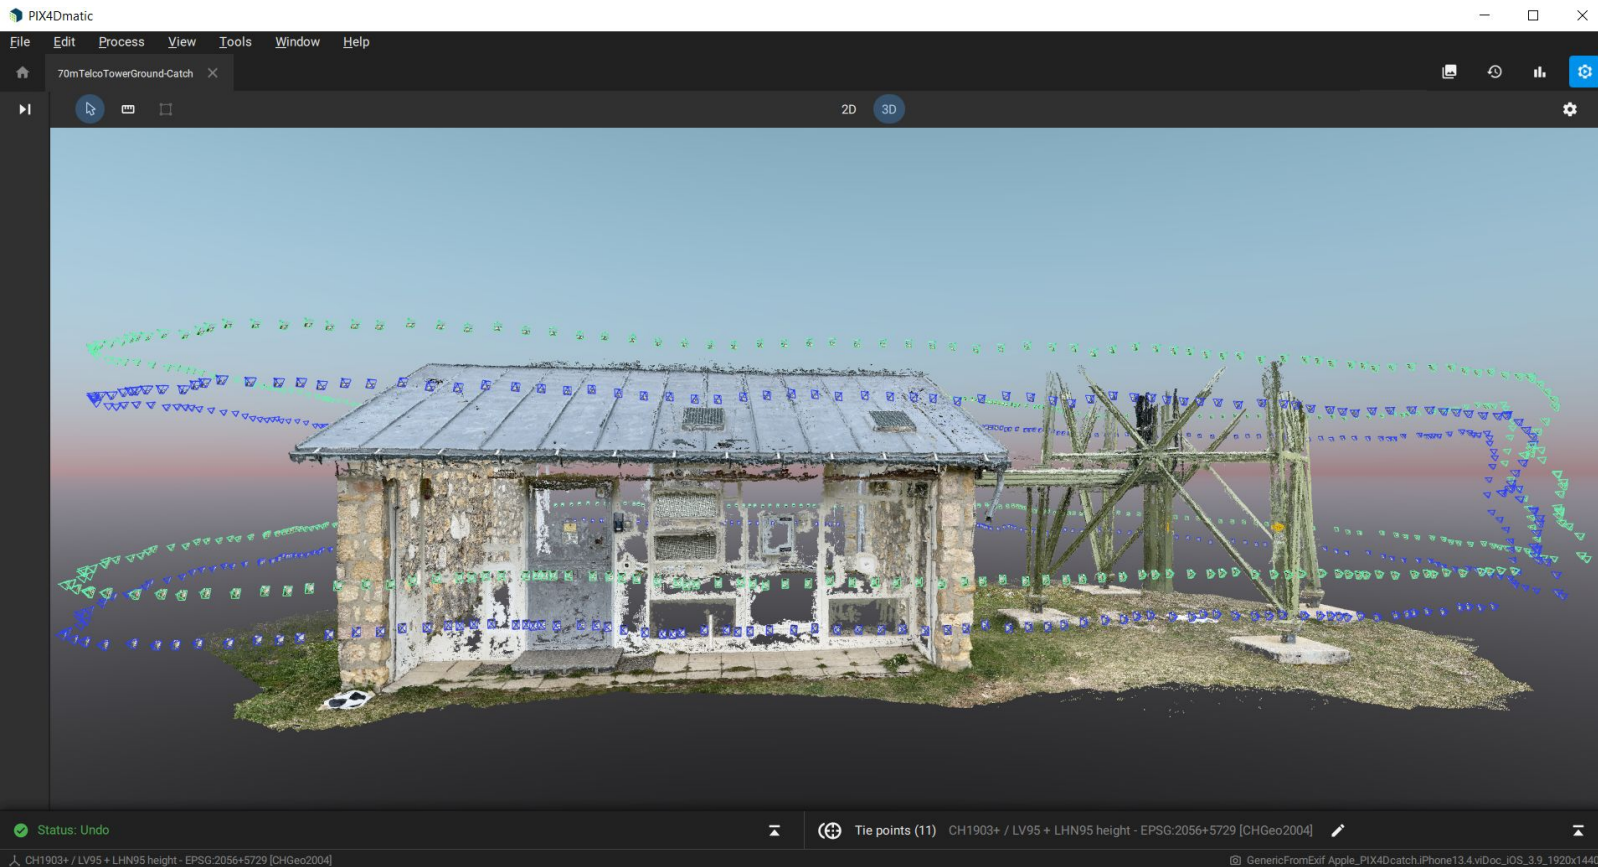 PIX4Dmatic
File Edit Process View Tools Window Help
70mTelcoTowerGround-Catch
2D 3D
Status: Undo
Tie points (11) CH1903+ / LV95 + LHN95 height - EPSG:2056+5729 [CHGeo2004]
CH1903+ / LV95 + LHN95 height - EPSG:2056+5729 [CHGeo2004]
GenericFromExif Apple_PIX4Dcatch.iPhone13.4.viDoc_iOS_3.9_1920x1440